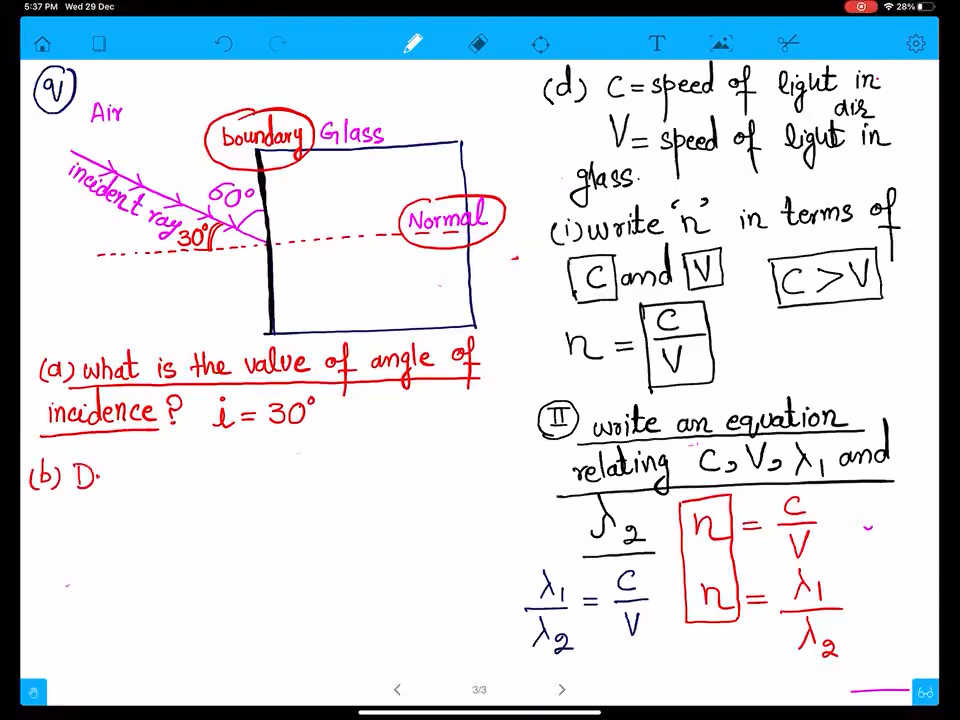 5:37 PM Wed 29 Dec
28%
T
q
Air
boundary
Glass
incident ray
60°
30°
Normal
(a) what is the value of angle of
incidence? i = 30°
(b) D
(d) C = speed of light in
air
V = speed of light in
glass.
(i) write 'n' in terms of
C and V
C > V
n = C/V
II write an equation
relating C, V, λ1 and
λ2
n = C/V
λ1/λ2 = C/V
n = λ1/λ2
3/3